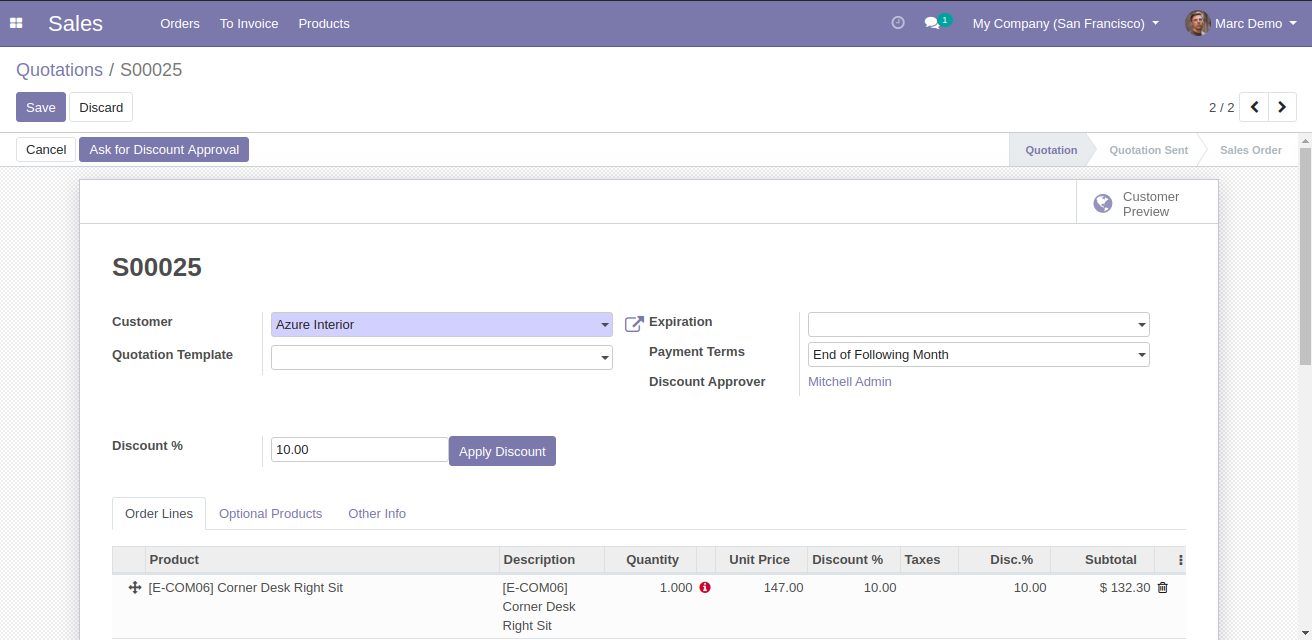 Sales Orders To Invoice Products 1 My Company (San Francisco) Marc Demo
Quotations / S00025
Save Discard 2 / 2
Cancel Ask for Discount Approval Quotation Quotation Sent Sales Order
Customer
Preview
S00025
Customer Azure Interior Expiration
Quotation Template Payment Terms End of Following Month
Discount Approver Mitchell Admin
Discount % 10.00 Apply Discount
Order Lines Optional Products Other Info
Product Description Quantity Unit Price Discount % Taxes Disc.% Subtotal
[E-COM06] Corner Desk Right Sit [E-COM06] 1.000 147.00 10.00 10.00 $ 132.30
Corner Desk
Right Sit